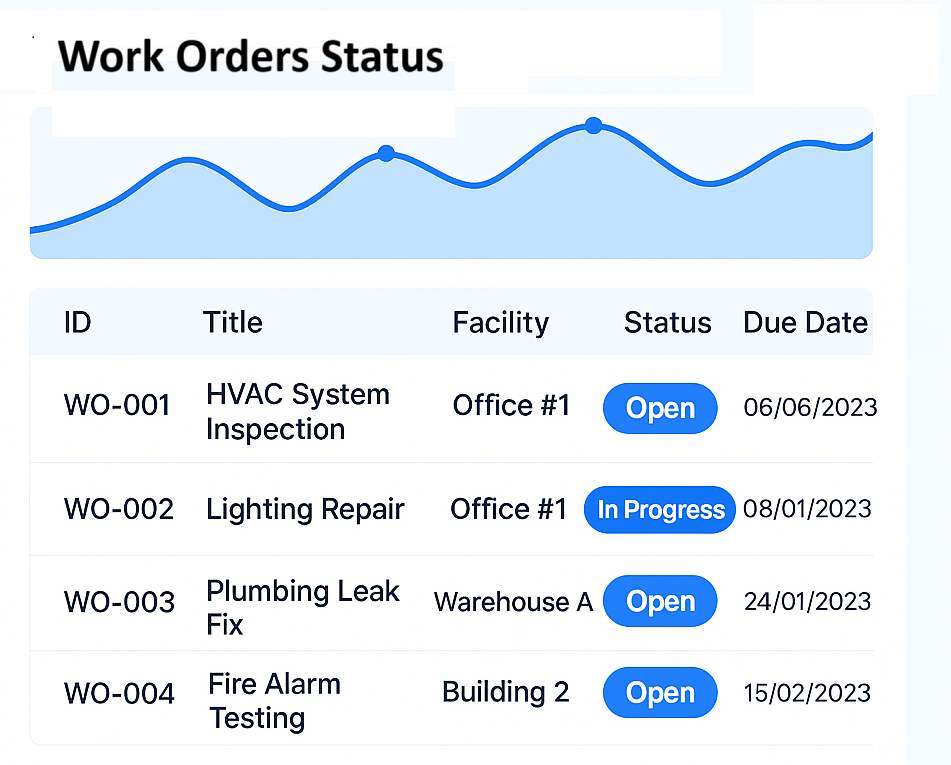 Work Orders Status
ID Title Facility Status Due Date
WO-001 HVAC System Inspection Office #1 Open 06/06/2023
WO-002 Lighting Repair Office #1 In Progress 08/01/2023
WO-003 Plumbing Leak Fix Warehouse A Open 24/01/2023
WO-004 Fire Alarm Testing Building 2 Open 15/02/2023